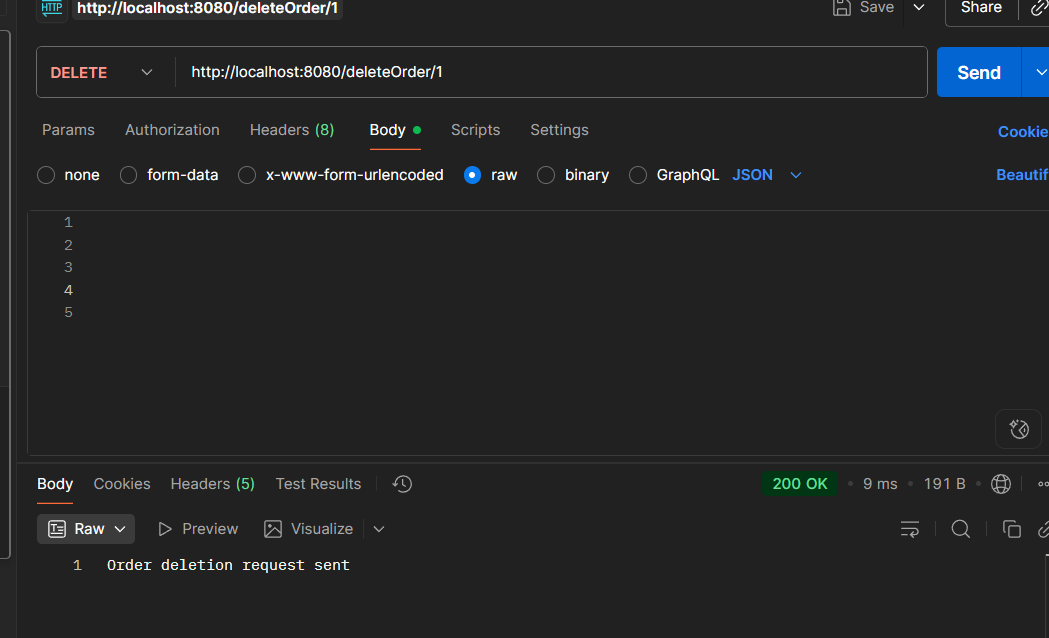 HTTP http://localhost:8080/deleteOrder/1 Save Share
DELETE http://localhost:8080/deleteOrder/1 Send
Params Authorization Headers (8) Body Scripts Settings Cookie
none form-data x-www-form-urlencoded raw binary GraphQL JSON Beautif
1
2
3
4
5
Body Cookies Headers (5) Test Results 200 OK • 9 ms • 191 B •
Raw Preview Visualize
1 Order deletion request sent